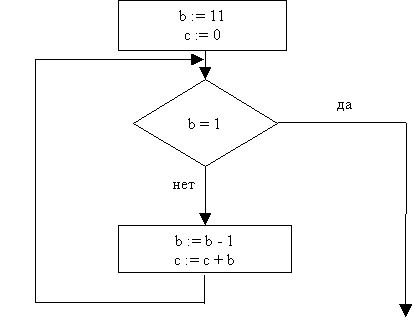 b := 11
c := 0
b = 1
да
нет
b := b - 1
c := c + b